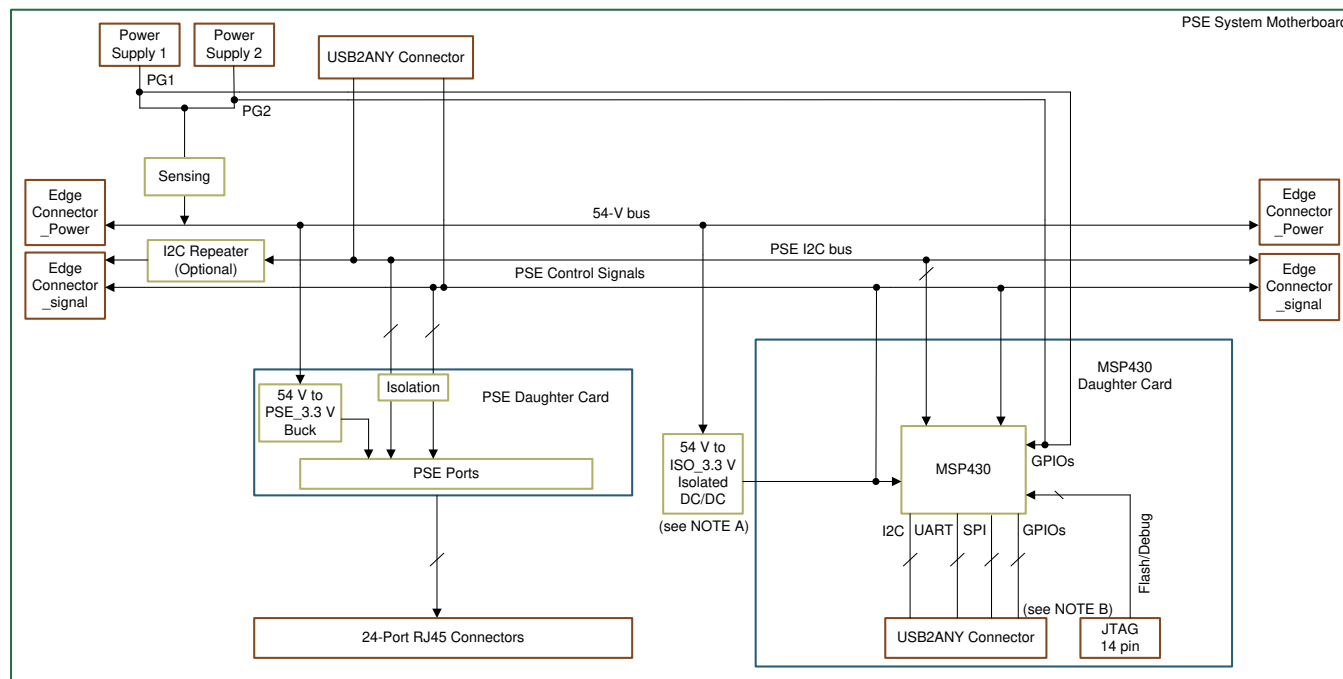 PSE System Motherboard
Power
Supply 1
Power
Supply 2
USB2ANY Connector
PG1
PG2
Sensing
Edge
Connector
_Power
54-V bus
Edge
Connector
_Power
I2C Repeater
(Optional)
PSE I2C bus
Edge
Connector
_signal
PSE Control Signals
Edge
Connector
_signal
MSP430
Daughter Card
Isolation
PSE Daughter Card
54 V to
PSE_3.3 V
Buck
PSE Ports
54 V to
ISO_3.3 V
Isolated
DC/DC
(see NOTE A)
MSP430
GPIOs
I2C
UART
SPI
GPIOs
Flash/Debug
(see NOTE B)
24-Port RJ45 Connectors
USB2ANY Connector
JTAG
14 pin